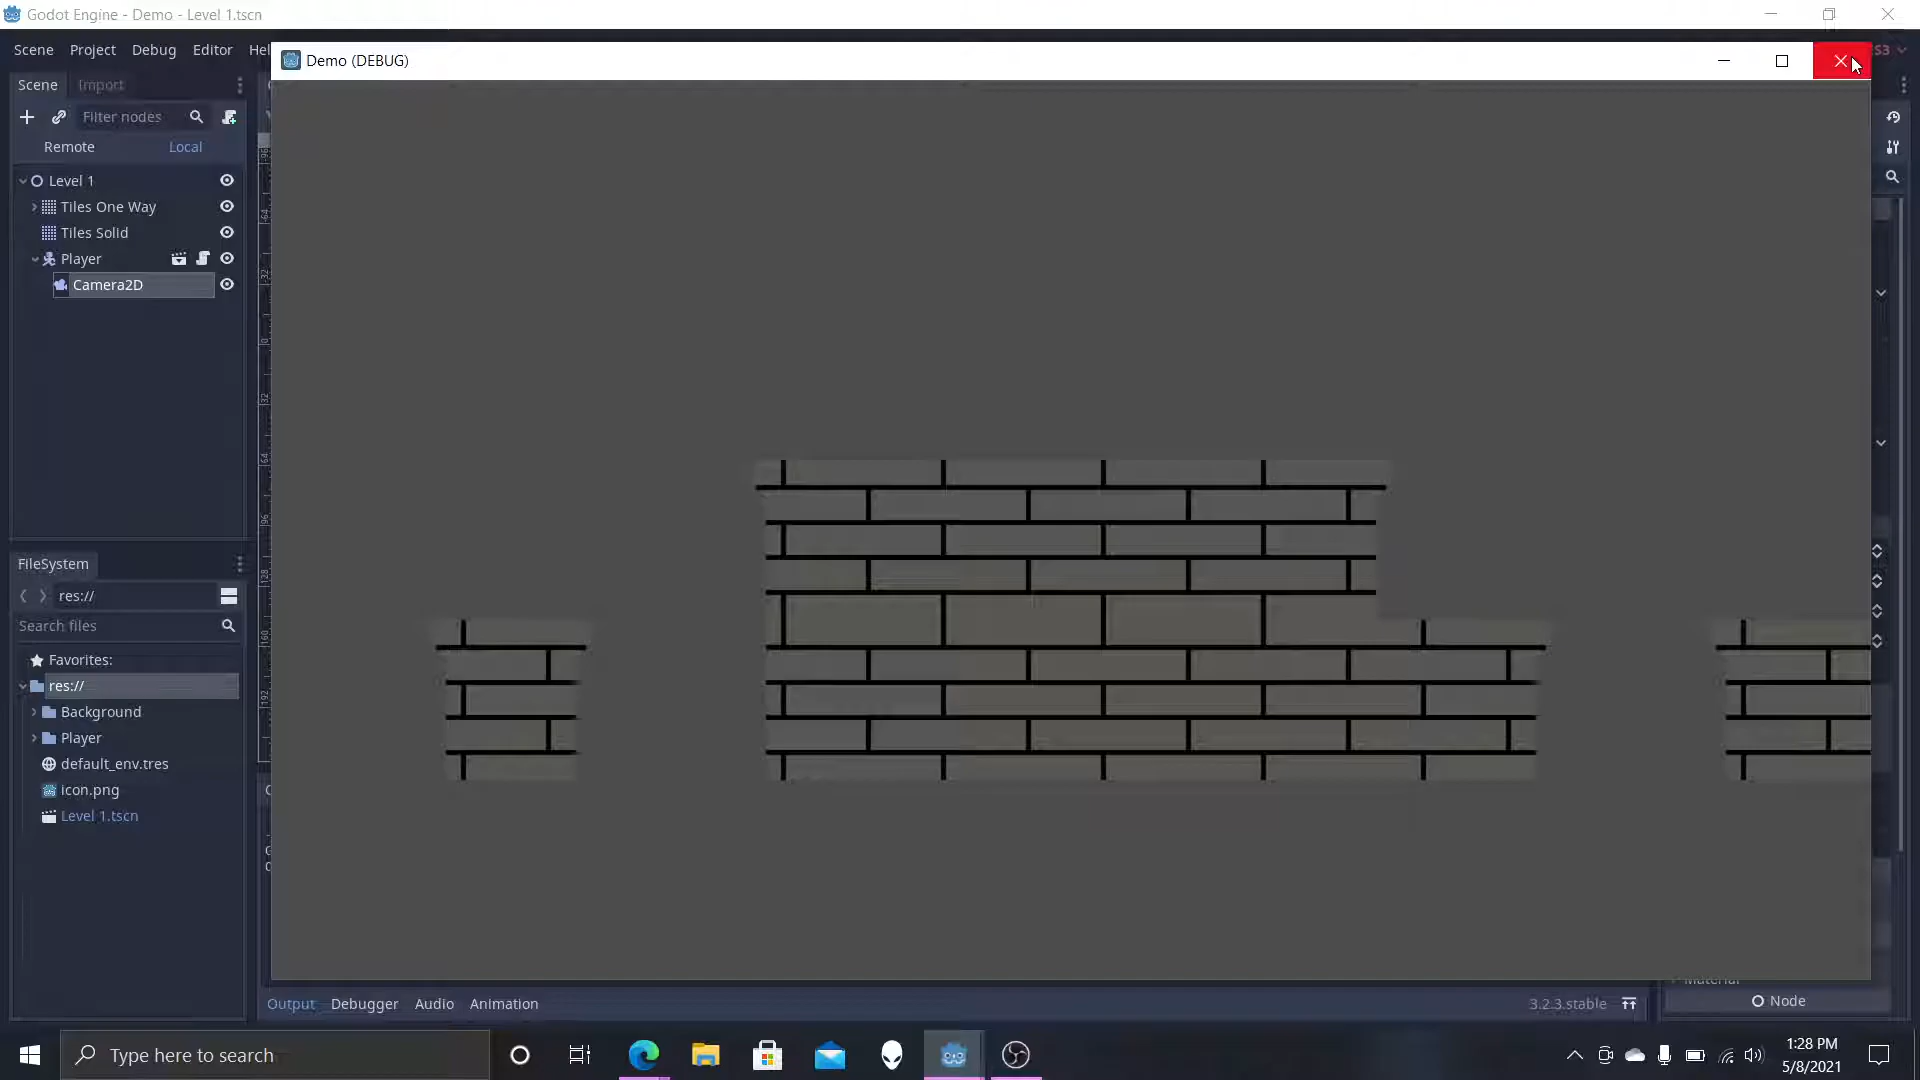 Godot Engine - Demo - Level 1.tscn
Scene Project Debug Editor Hel
S3
Demo (DEBUG)
Scene Import
Filter nodes
Remote Local
Level 1
Tiles One Way
Tiles Solid
Player
Camera2D
FileSystem
res://
Search files
Favorites:
res://
Background
Player
default_env.tres
icon.png
Level 1.tscn
Output Debugger Audio Animation
3.2.3.stable
Material
Node
Type here to search
1:28 PM
5/8/2021